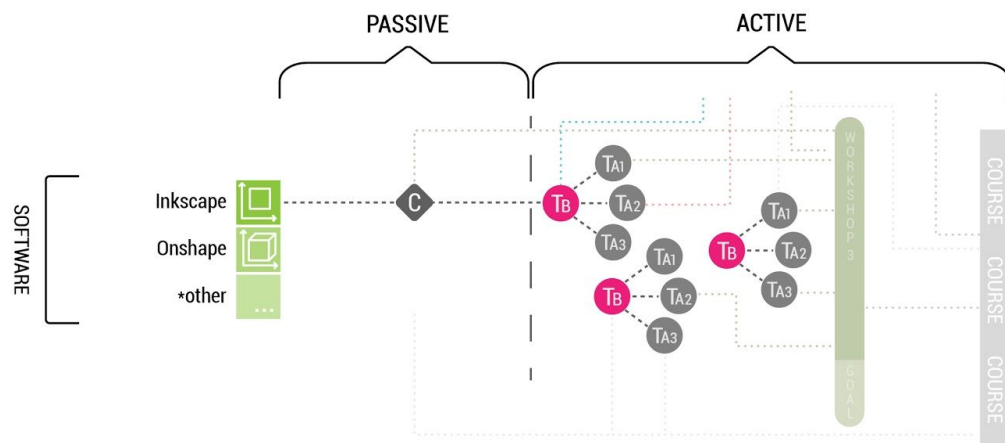 PASSIVE
ACTIVE
SOFTWARE
Inkscape
Onshape
*other
...
C
TB
TA1
TA2
TA3
TB
TA1
TA2
TA3
TB
TA1
TA2
TA3
WORKSHOP 3
GOAL
COURSE
COURSE
COURSE